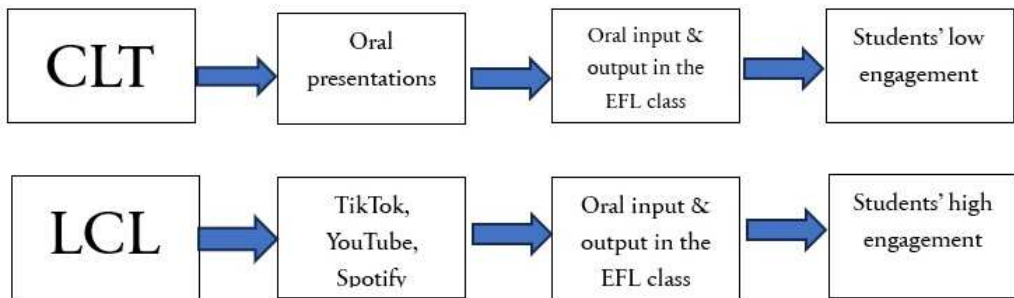 CLT
Oral
presentations
Oral input &
output in the
EFL class
Students' low
engagement
LCL
TikTok,
YouTube,
Spotify
Oral input &
output in the
EFL class
Students' high
engagement